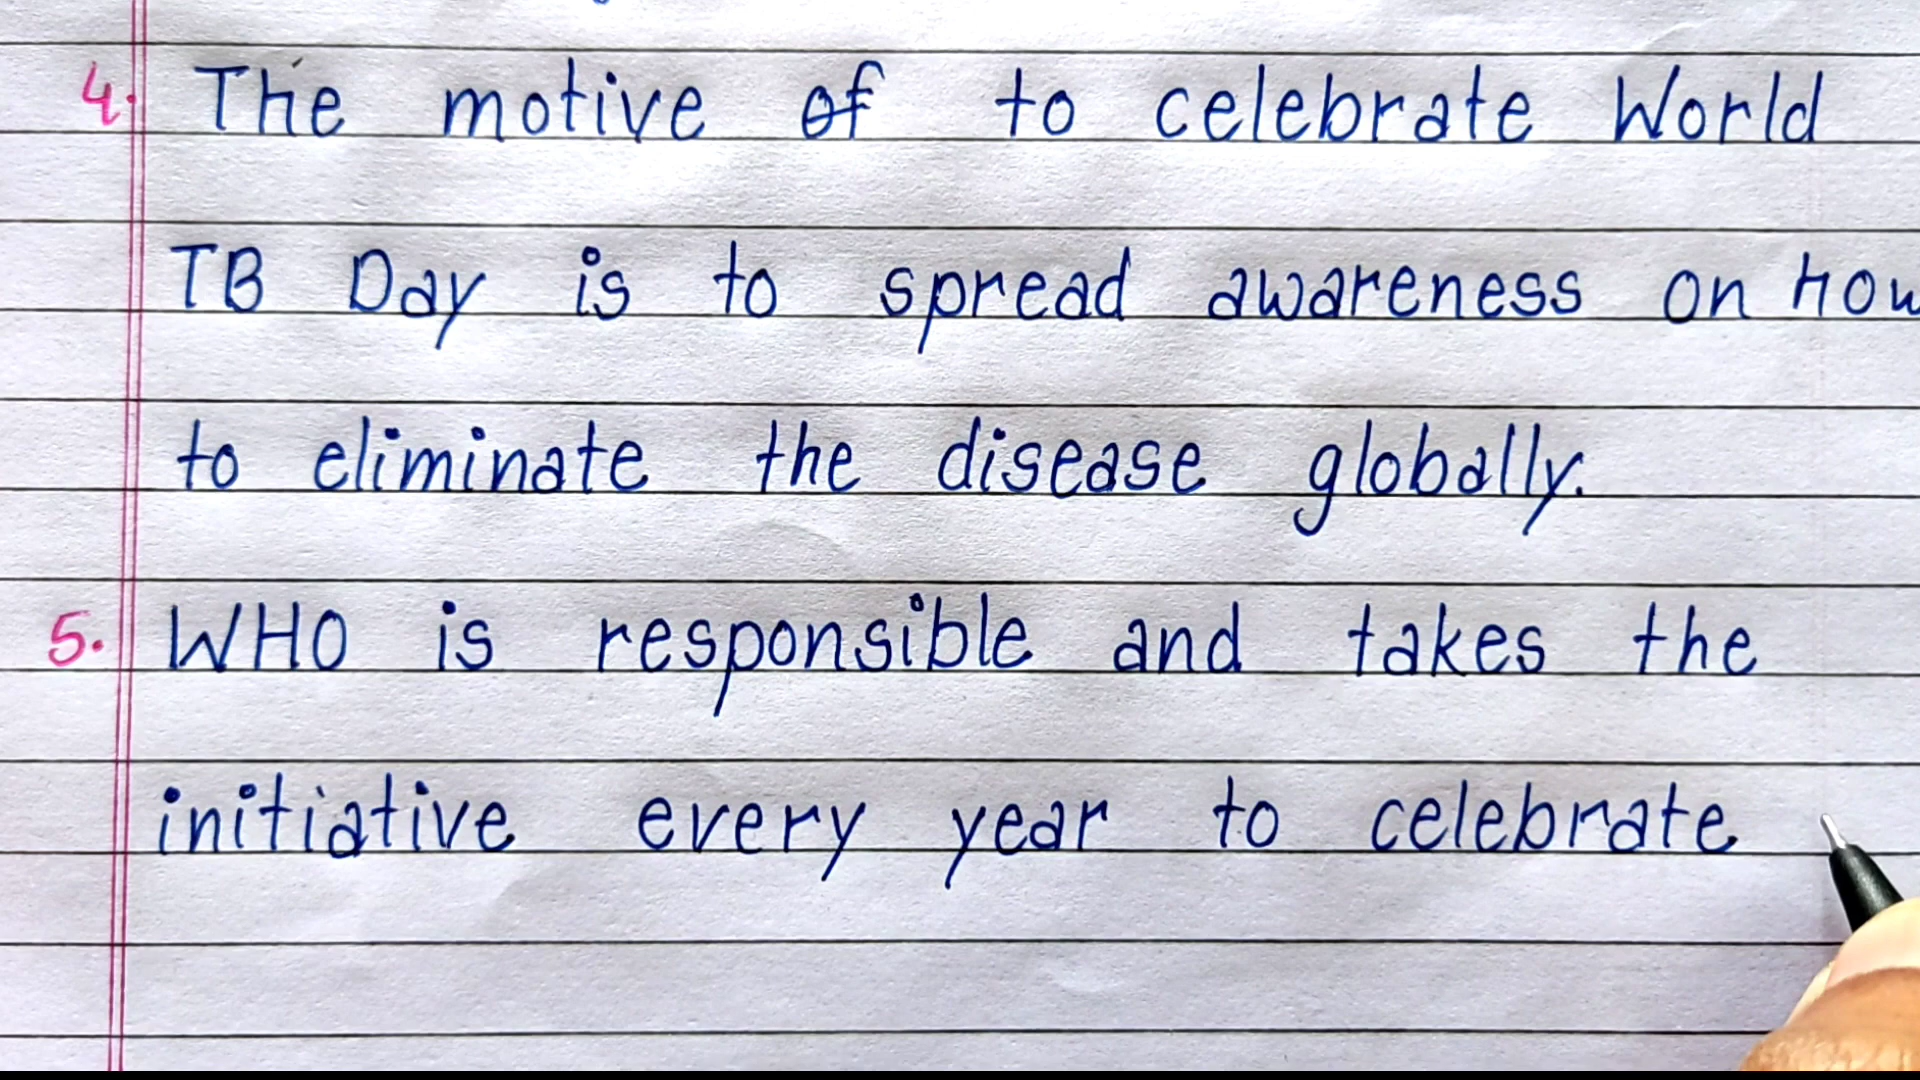 4. The motive of to celebrate World
TB Day is to spread awareness on how
to eliminate the disease globally.
5. WHO is responsible and takes the
initiative every year to celebrate